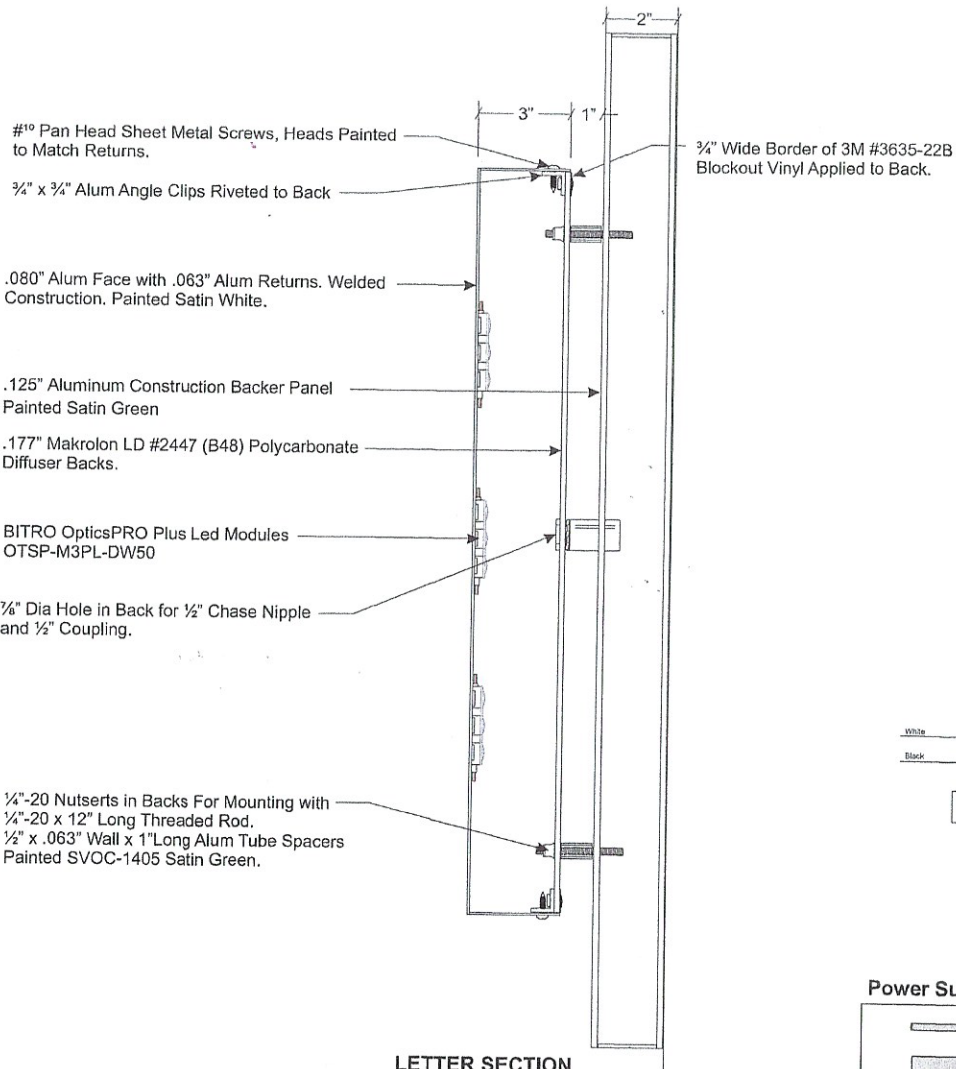 2"
3"
1"
#¹⁰ Pan Head Sheet Metal Screws, Heads Painted
to Match Returns.
¾" Wide Border of 3M #3635-22B
Blockout Vinyl Applied to Back.
¾" x ¾" Alum Angle Clips Riveted to Back
.080" Alum Face with .063" Alum Returns. Welded
Construction. Painted Satin White.
.125" Aluminum Construction Backer Panel
Painted Satin Green
.177" Makrolon LD #2447 (B48) Polycarbonate
Diffuser Backs.
BITRO OpticsPRO Plus Led Modules
OTSP-M3PL-DW50
⅞" Dia Hole in Back for ½" Chase Nipple
and ½" Coupling.
White
Black
¼"-20 Nutserts in Backs For Mounting with
¼"-20 x 12" Long Threaded Rod.
½" x .063" Wall x 1"Long Alum Tube Spacers
Painted SVOC-1405 Satin Green.
Power Su
LETTER SECTION